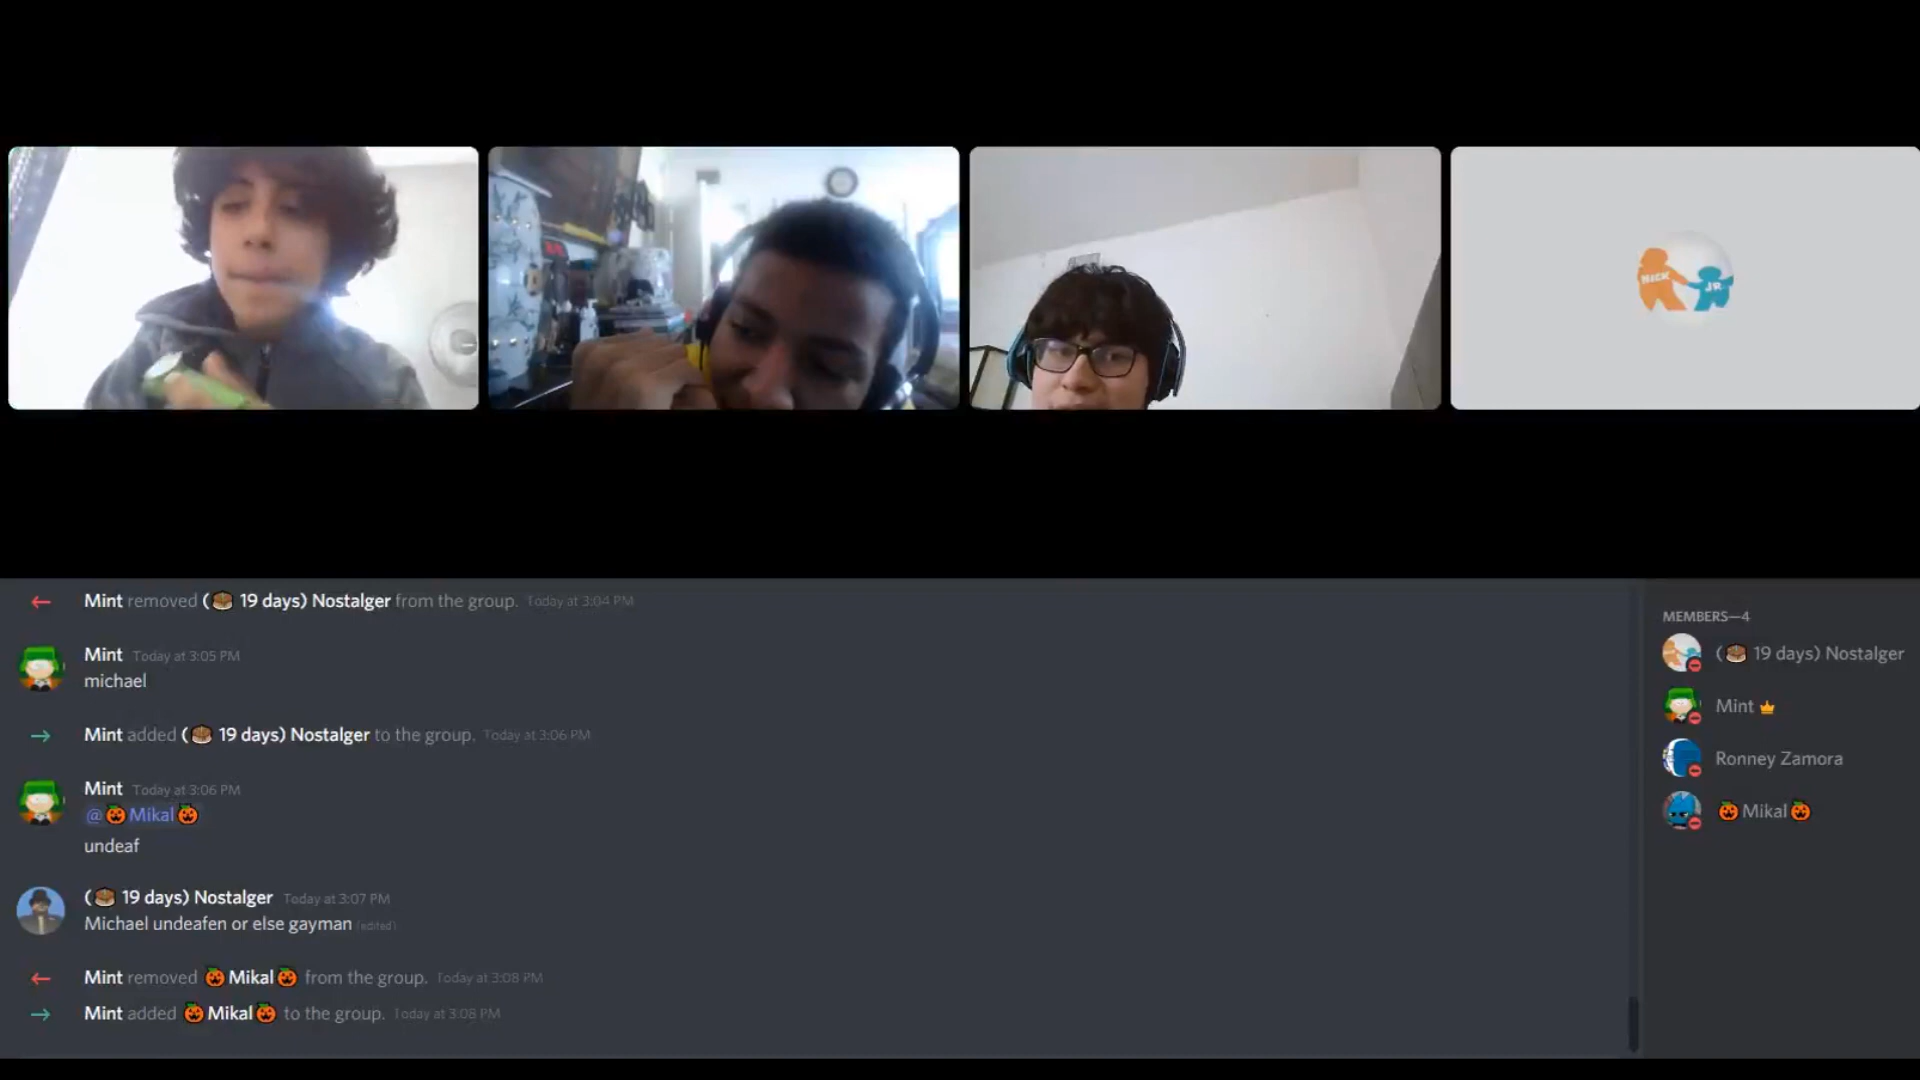 NICK JR
Mint removed (🎂 19 days) Nostalger from the group. Today at 3:04 PM
Mint Today at 3:05 PM
michael
Mint added (🎂 19 days) Nostalger to the group. Today at 3:06 PM
Mint Today at 3:06 PM
@🎃Mikal🎃
undeaf
(🎂 19 days) Nostalger Today at 3:07 PM
Michael undeafen or else gayman (edited)
Mint removed 🎃Mikal🎃 from the group. Today at 3:08 PM
Mint added 🎃Mikal🎃 to the group. Today at 3:08 PM
MEMBERS—4
(🎂 19 days) Nostalger
Mint
Ronney Zamora
🎃Mikal🎃